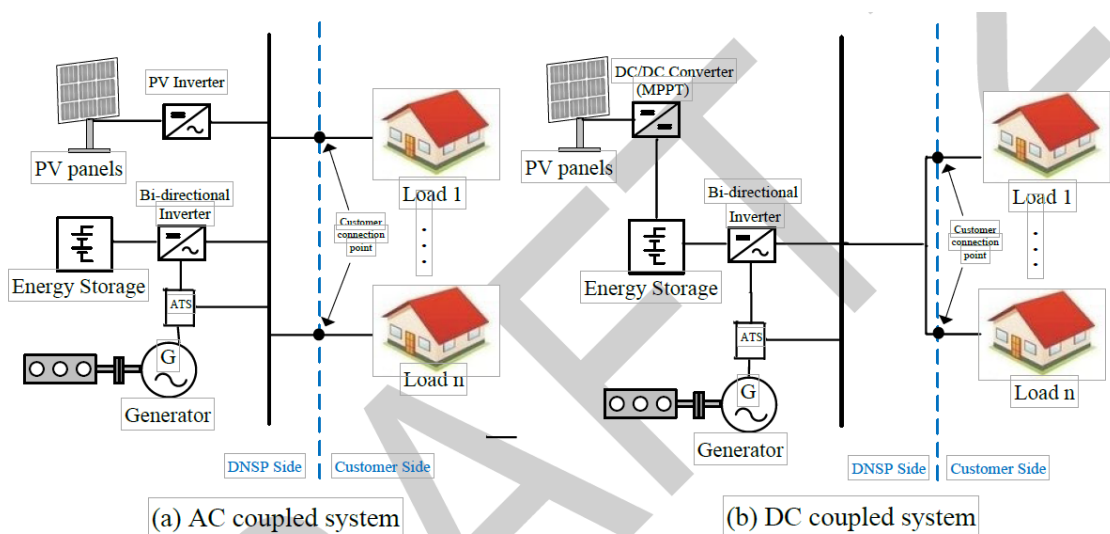 PV Inverter
PV panels
Bi-directional
Inverter
Energy Storage
ATS
G
Generator
Load 1
Customer
connection
point
Load n
DNSP Side
Customer Side
(a) AC coupled system
DC/DC Converter
(MPPT)
PV panels
Bi-directional
Inverter
Energy Storage
ATS
G
Generator
Load 1
Customer
connection
point
Load n
DNSP Side
Customer Side
(b) DC coupled system
RAFT